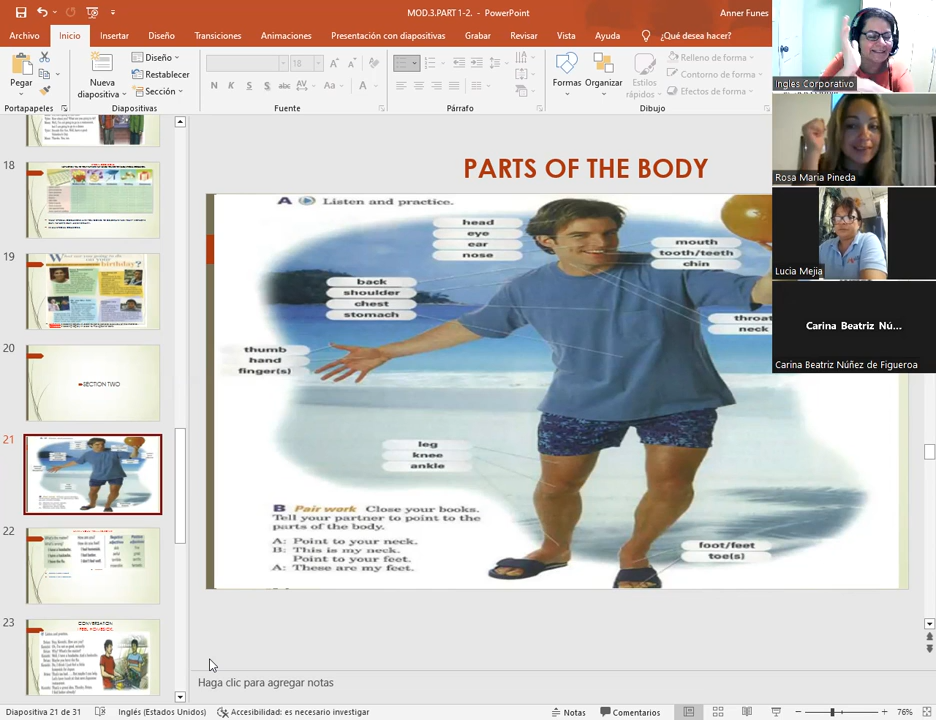 MOD.3.PART 1-2. - PowerPoint
Anner Funes
Archivo
Inicio
Insertar
Diseño
Transiciones
Animaciones
Presentación con diapositivas
Grabar
Revisar
Vista
Ayuda
¿Qué desea hacer?
Pegar
Nueva
diapositiva
Diseño
Restablecer
Sección
18
N K S abc AV Aa A
Formas
Organizar
Estilos
rápidos
Relleno de forma
Contorno de forma
Efectos de forma
Portapapeles
Diapositivas
Fuente
Párrafo
Dibujo
18
19
birthday?
20
SECTION TWO
21
22
23
PARTS OF THE BODY
A Listen and practice.
head
eye
ear
nose
mouth
tooth/teeth
chin
back
shoulder
chest
stomach
throat
neck
thumb
hand
finger(s)
leg
knee
ankle
B Pair work Close your books.
Tell your partner to point to the
parts of the body.
A: Point to your neck.
B: This is my neck.
Point to your feet.
A: These are my feet.
foot/feet
toe(s)
Haga clic para agregar notas
Diapositiva 21 de 31
Inglés (Estados Unidos)
Accesibilidad: es necesario investigar
Notas
Comentarios
76%
Ingles Corporativo
Rosa Maria Pineda
Lucia Mejia
Carina Beatriz Nú...
Carina Beatriz Núñez de Figueroa